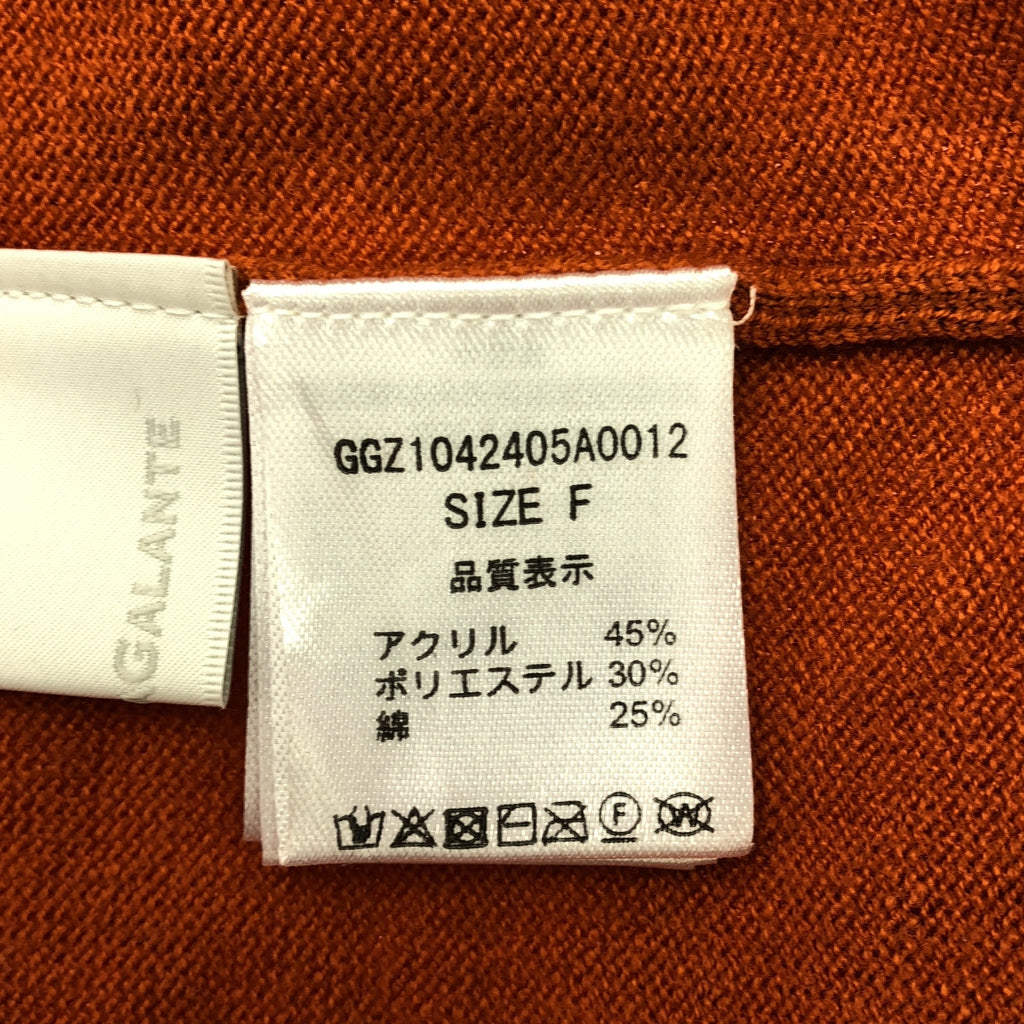 GALANTE
GGZ1042405A0012
SIZE F
品質表示
アクリル 45%
ポリエステル 30%
綿 25%
F
W